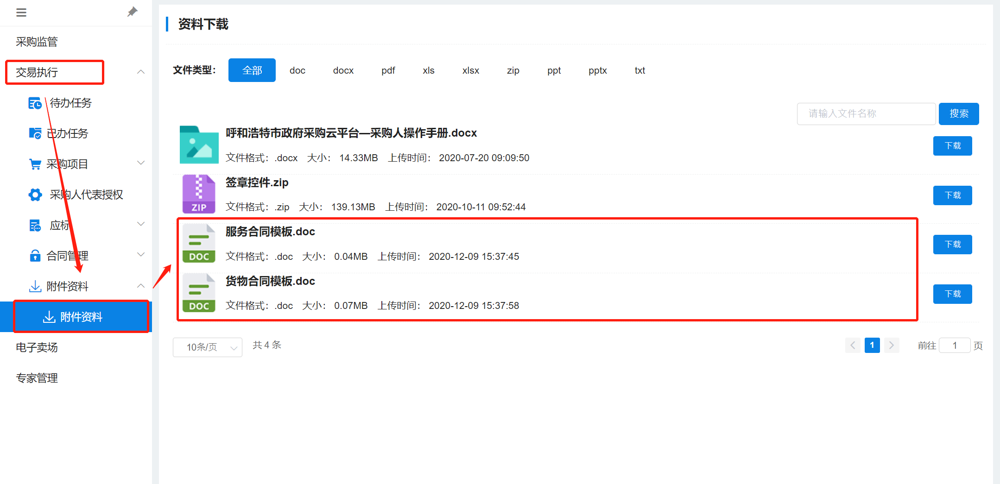 采购监管
交易执行
待办任务
已办任务
采购项目
采购人代表授权
应标
合同管理
附件资料
附件资料
电子卖场
专家管理
资料下载
文件类型： 全部 doc docx pdf xls xlsx zip ppt pptx txt
请输入文件名称 搜索
呼和浩特市政府采购云平台—采购人操作手册.docx
文件格式：.docx 大小： 14.33MB 上传时间： 2020-07-20 09:09:50
下载
ZIP
签章控件.zip
文件格式：.zip 大小： 139.13MB 上传时间： 2020-10-11 09:52:44
下载
DOC
服务合同模板.doc
文件格式：.doc 大小： 0.04MB 上传时间： 2020-12-09 15:37:45
下载
DOC
货物合同模板.doc
文件格式：.doc 大小： 0.07MB 上传时间： 2020-12-09 15:37:58
下载
10条/页 共 4 条 1 前往 1 页